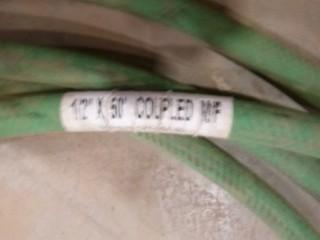 1/2" X 50' COUPLED M/F